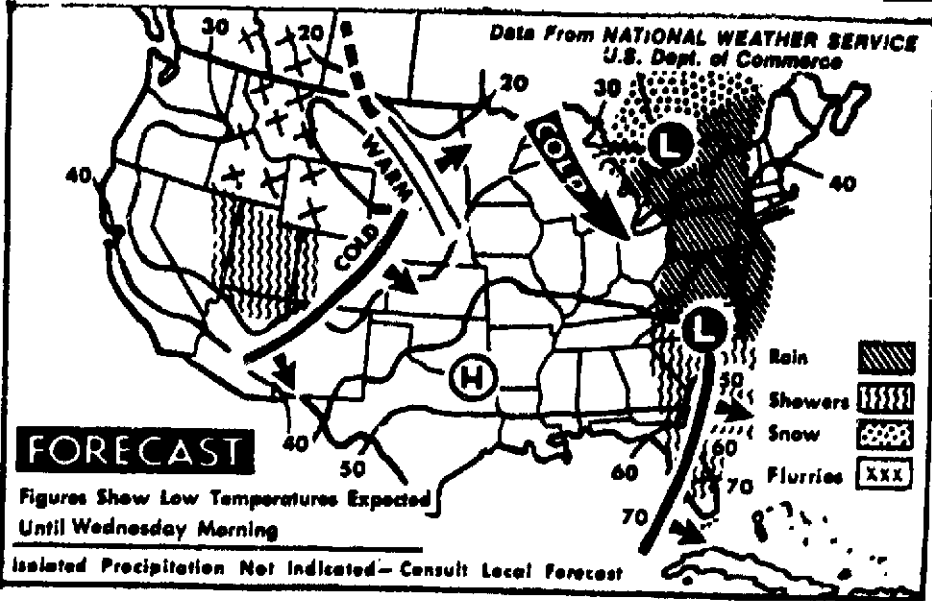 30
20
Data From NATIONAL WEATHER SERVICE
U.S. Dept. of Commerce
20
30
COLD
L
WARM
40
40
COLD
L
Rain
H
50
Showers
40
Snow
60
FORECAST
50
60
Flurries
XXX
70
Figures Show Low Temperatures Expected
70
Until Wednesday Morning
Isolated Precipitation Not Indicated – Consult Local Forecast